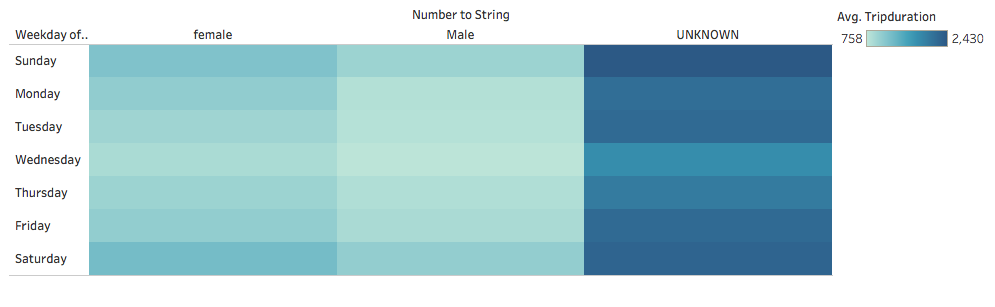 Number to String
Avg. Tripduration
Weekday of.. female Male UNKNOWN
758 2,430
Sunday
Monday
Tuesday
Wednesday
Thursday
Friday
Saturday